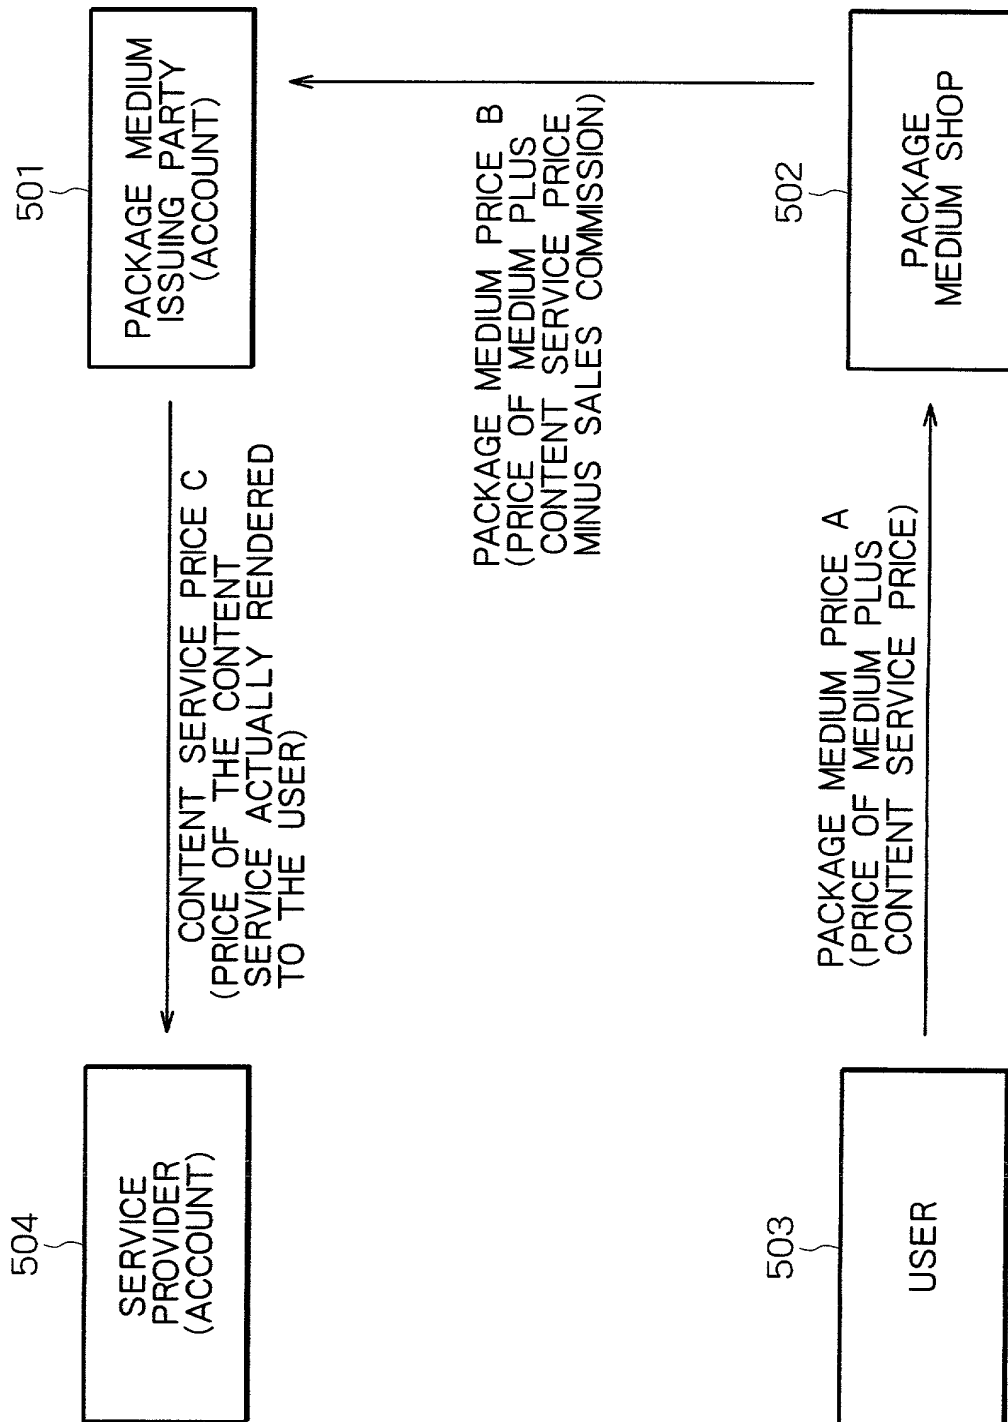 504
SERVICE
PROVIDER
(ACCOUNT)
CONTENT SERVICE PRICE C
(PRICE OF THE CONTENT
SERVICE ACTUALLY RENDERED
TO THE USER)
501
PACKAGE MEDIUM
ISSUING PARTY
(ACCOUNT)
PACKAGE MEDIUM PRICE B
(PRICE OF MEDIUM PLUS
CONTENT SERVICE PRICE
MINUS SALES COMMISSION)
503
USER
PACKAGE MEDIUM PRICE A
(PRICE OF MEDIUM PLUS
CONTENT SERVICE PRICE)
502
PACKAGE
MEDIUM SHOP